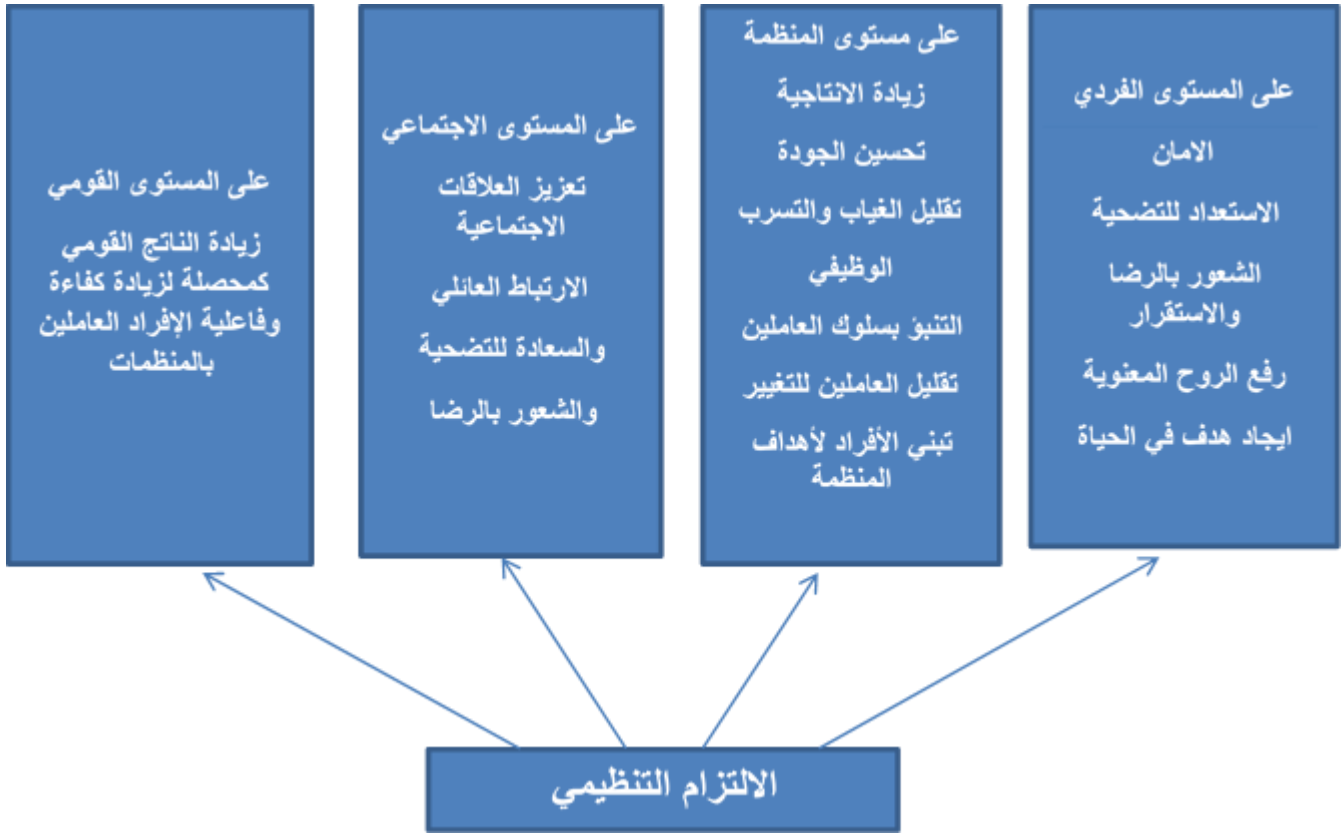 على المستوى الفردي
الامان
الاستعداد للتضحية
الشعور بالرضا
والاستقرار
رفع الروح المعنوية
ايجاد هدف في الحياة
على مستوى المنظمة
زيادة الانتاجية
تحسين الجودة
تقليل الغياب والتسرب
الوظيفي
التنبؤ بسلوك العاملين
تقليل العاملين للتغيير
تبني الأفراد لأهداف
المنظمة
على المستوى الاجتماعي
تعزيز العلاقات
الاجتماعية
الارتباط العائلي
والسعادة للتضحية
والشعور بالرضا
على المستوى القومي
زيادة الناتج القومي
كمحصلة لزيادة كفاءة
وفاعلية الإفراد العاملين
بالمنظمات
الالتزام التنظيمي